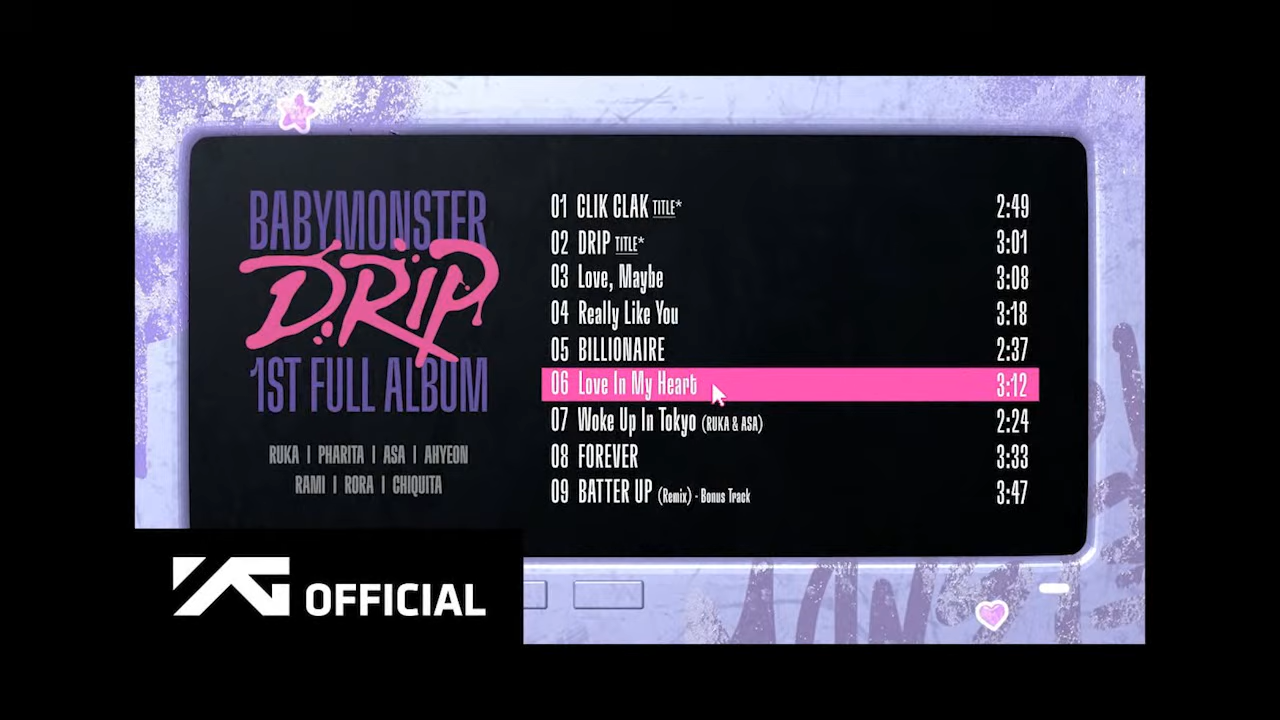 BABYMONSTER
DRIP
1ST FULL ALBUM
RUKA | PHARITA | ASA | AHYEON
RAMI | RORA | CHIQUITA
01 CLIK CLAK TITLE* 2:49
02 DRIP TITLE* 3:01
03 Love, Maybe 3:08
04 Really Like You 3:18
05 BILLIONAIRE 2:37
06 Love In My Heart 3:12
07 Woke Up In Tokyo (RUKA & ASA) 2:24
08 FOREVER 3:33
09 BATTER UP (Remix) - Bonus Track 3:47
YG OFFICIAL